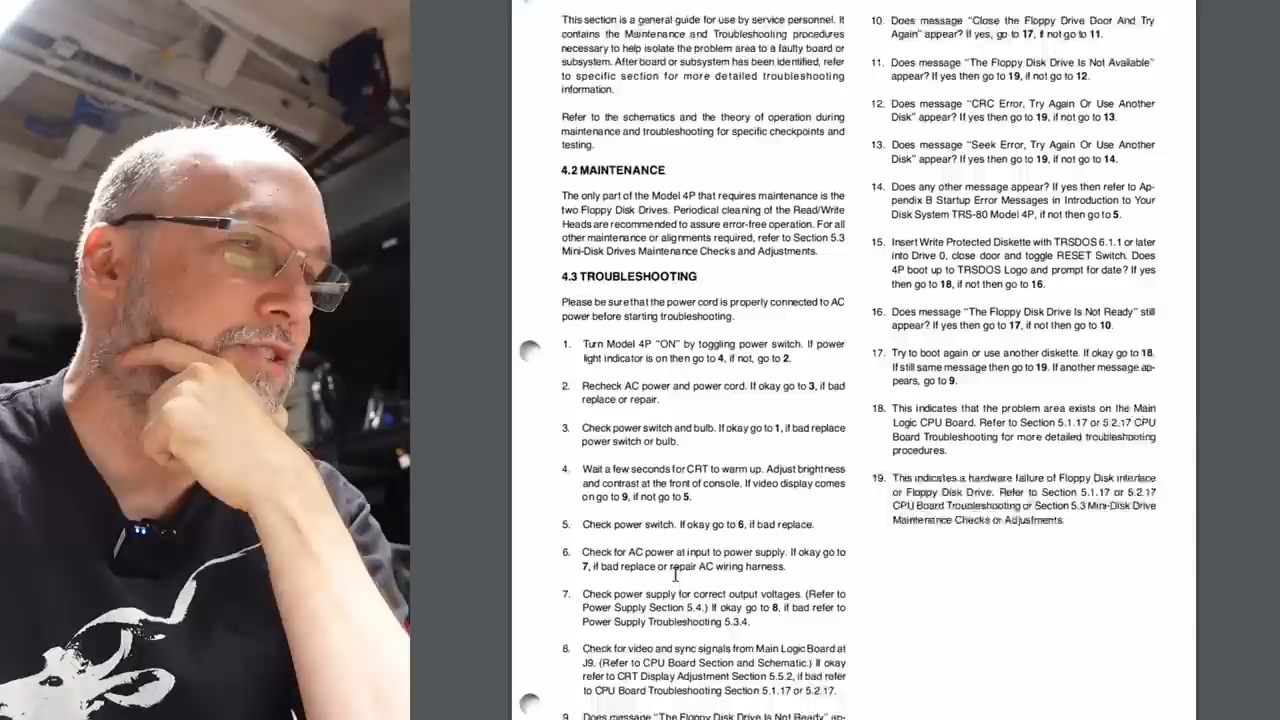 This section is a general guide for use by service personnel. It
contains the Maintenance and Troubleshooting procedures
necessary to help isolate the problem area to a faulty board or
subsystem. After board or subsystem has been identified, refer
to specific section for more detailed troubleshooting
information.
Refer to the schematics and the theory of operation during
maintenance and troubleshooting for specific checkpoints and
testing.
4.2 MAINTENANCE
The only part of the Model 4P that requires maintenance is the
two Floppy Disk Drives. Periodical cleaning of the Read/Write
Heads are recommended to assure error-free operation. For all
other maintenance or alignments required, refer to Section 5.3
Mini-Disk Drives Maintenance Checks and Adjustments.
4.3 TROUBLESHOOTING
Please be sure that the power cord is properly connected to AC
power before starting troubleshooting.
1. Turn Model 4P "ON" by toggling power switch. If power
light indicator is on then go to 4, if not, go to 2.
2. Recheck AC power and power cord. If okay go to 3, if bad
replace or repair.
3. Check power switch and bulb. If okay go to 1, if bad replace
power switch or bulb.
4. Wait a few seconds for CRT to warm up. Adjust brightness
and contrast at the front of console. If video display comes
on go to 9, if not go to 5.
5. Check power switch. If okay go to 6, if bad replace.
6. Check for AC power at input to power supply. If okay go to
7, if bad replace or repair AC wiring harness.
7. Check power supply for correct output voltages. (Refer to
Power Supply Section 5.4.) If okay go to 8, if bad refer to
Power Supply Troubleshooting 5.3.4.
8. Check for video and sync signals from Main Logic Board at
J9. (Refer to CPU Board Section and Schematic.) If okay
refer to CRT Display Adjustment Section 5.5.2, if bad refer
to CPU Board Troubleshooting Section 5.1.17 or 5.2.17.
9. Does message "The Floppy Disk Drive Is Not Ready" ap-
10. Does message "Close the Floppy Drive Door And Try
Again" appear? If yes, go to 17, if not go to 11.
11. Does message "The Floppy Disk Drive Is Not Available"
appear? If yes then go to 19, if not go to 12.
12. Does message "CRC Error, Try Again Or Use Another
Disk" appear? If yes then go to 19, if not go to 13.
13. Does message "Seek Error, Try Again Or Use Another
Disk" appear? If yes then go to 19, if not go to 14.
14. Does any other message appear? If yes then refer to Ap-
pendix B Startup Error Messages in Introduction to Your
Disk System TRS-80 Model 4P, if not then go to 5.
15. Insert Write Protected Diskette with TRSDOS 6.1.1 or later
into Drive 0, close door and toggle RESET Switch. Does
4P boot up to TRSDOS Logo and prompt for date? If yes
then go to 18, if not then go to 16.
16. Does message "The Floppy Disk Drive Is Not Ready" still
appear? If yes then go to 17, if not then go to 10.
17. Try to boot again or use another diskette. If okay go to 18.
If still same message then go to 19. If another message ap-
pears, go to 9.
18. This indicates that the problem area exists on the Main
Logic CPU Board. Refer to Section 5.1.17 or 5.2.17 CPU
Board Troubleshooting for more detailed troubleshooting
procedures.
19. This indicates a hardware failure of Floppy Disk interface
or Floppy Disk Drive. Refer to Section 5.1.17 or 5.2.17
CPU Board Troubleshooting or Section 5.3 Mini-Disk Drive
Maintenance Checks or Adjustments.